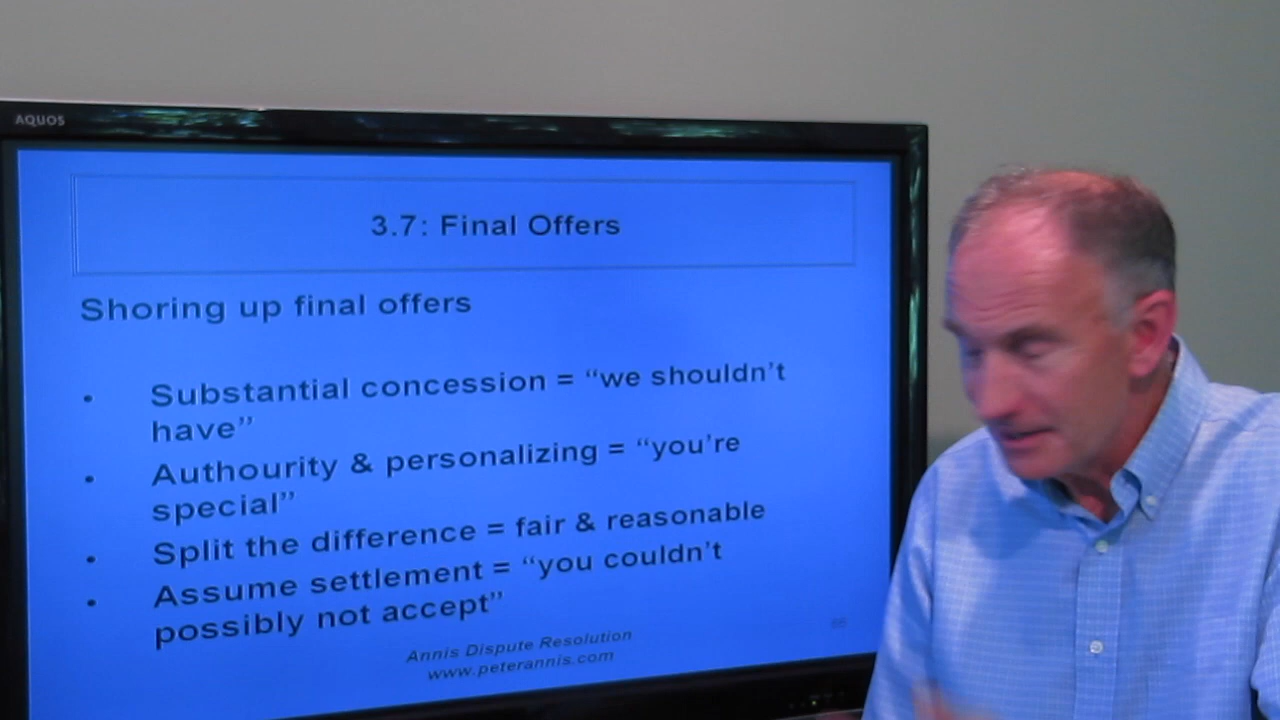 AQUOS
3.7: Final Offers
Shoring up final offers
• Substantial concession = “we shouldn’t
have”
• Authourity & personalizing = “you’re
special”
• Split the difference = fair & reasonable
• Assume settlement = “you couldn’t
possibly not accept”
Annis Dispute Resolution
www.peterannis.com